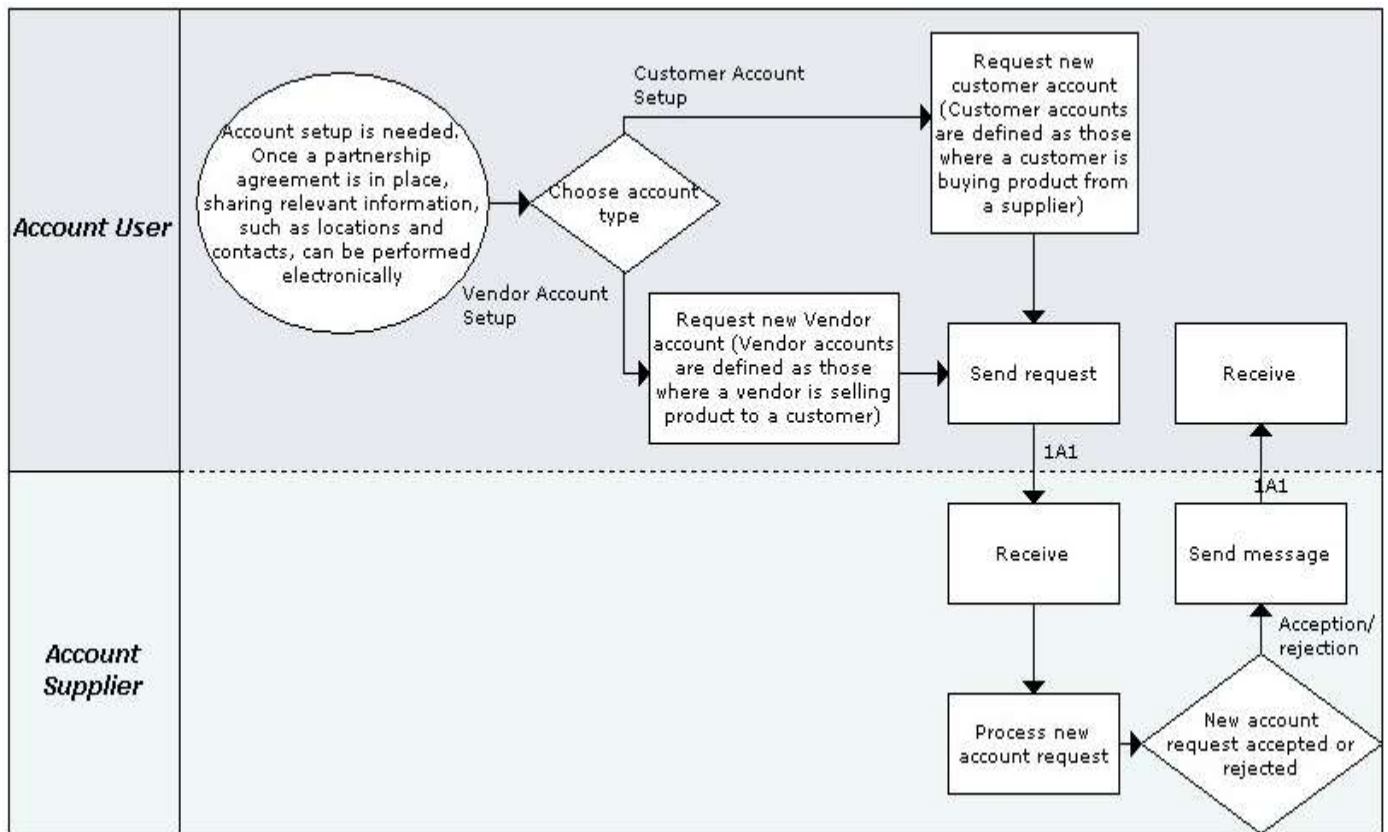 Account User
Account setup is needed.
Once a partnership
agreement is in place,
sharing relevant information,
such as locations and
contacts, can be performed
electronically
Choose account
type
Customer Account
Setup
Request new
customer account
(Customer accounts
are defined as those
where a customer is
buying product from
a supplier)
Vendor Account
Setup
Request new Vendor
account (Vendor accounts
are defined as those
where a vendor is selling
product to a customer)
Send request
Receive
1A1
1A1
Account
Supplier
Receive
Send message
Acception/
rejection
Process new
account request
New account
request accepted or
rejected